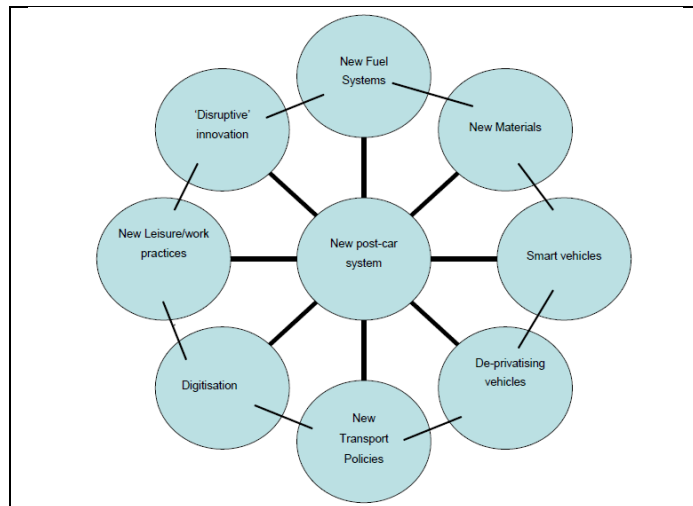 New Fuel
Systems
'Disruptive'
innovation
New Materials
New Leisure/work
practices
New post-car
system
Smart vehicles
De-privatising
vehicles
Digitisation
New
Transport
Policies